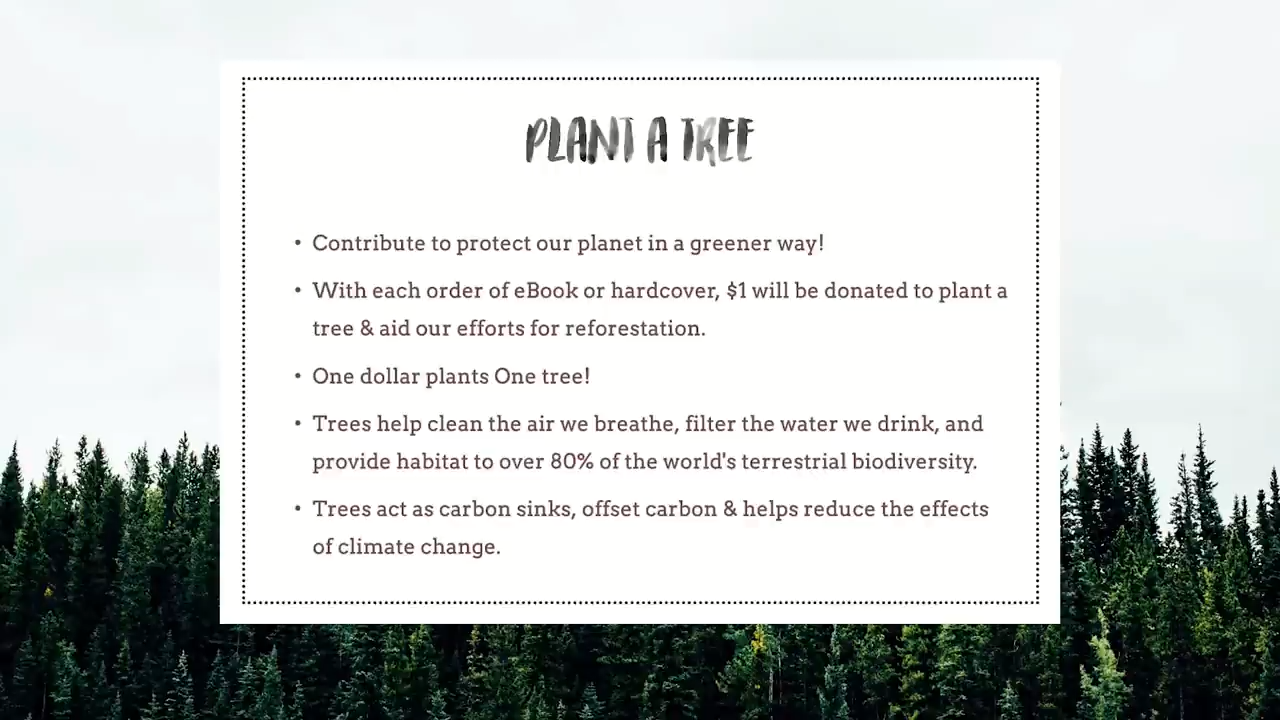 PLANT A TREE
• Contribute to protect our planet in a greener way!
• With each order of eBook or hardcover, $1 will be donated to plant a
tree & aid our efforts for reforestation.
• One dollar plants One tree!
• Trees help clean the air we breathe, filter the water we drink, and
provide habitat to over 80% of the world's terrestrial biodiversity.
• Trees act as carbon sinks, offset carbon & helps reduce the effects
of climate change.